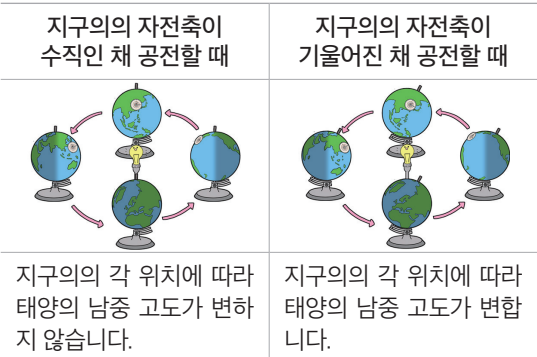 지구의의 자전축이
수직인 채 공전할 때
지구의의 자전축이
기울어진 채 공전할 때
지구의의 각 위치에 따라
태양의 남중 고도가 변하
지 않습니다.
지구의의 각 위치에 따라
태양의 남중 고도가 변합
니다.